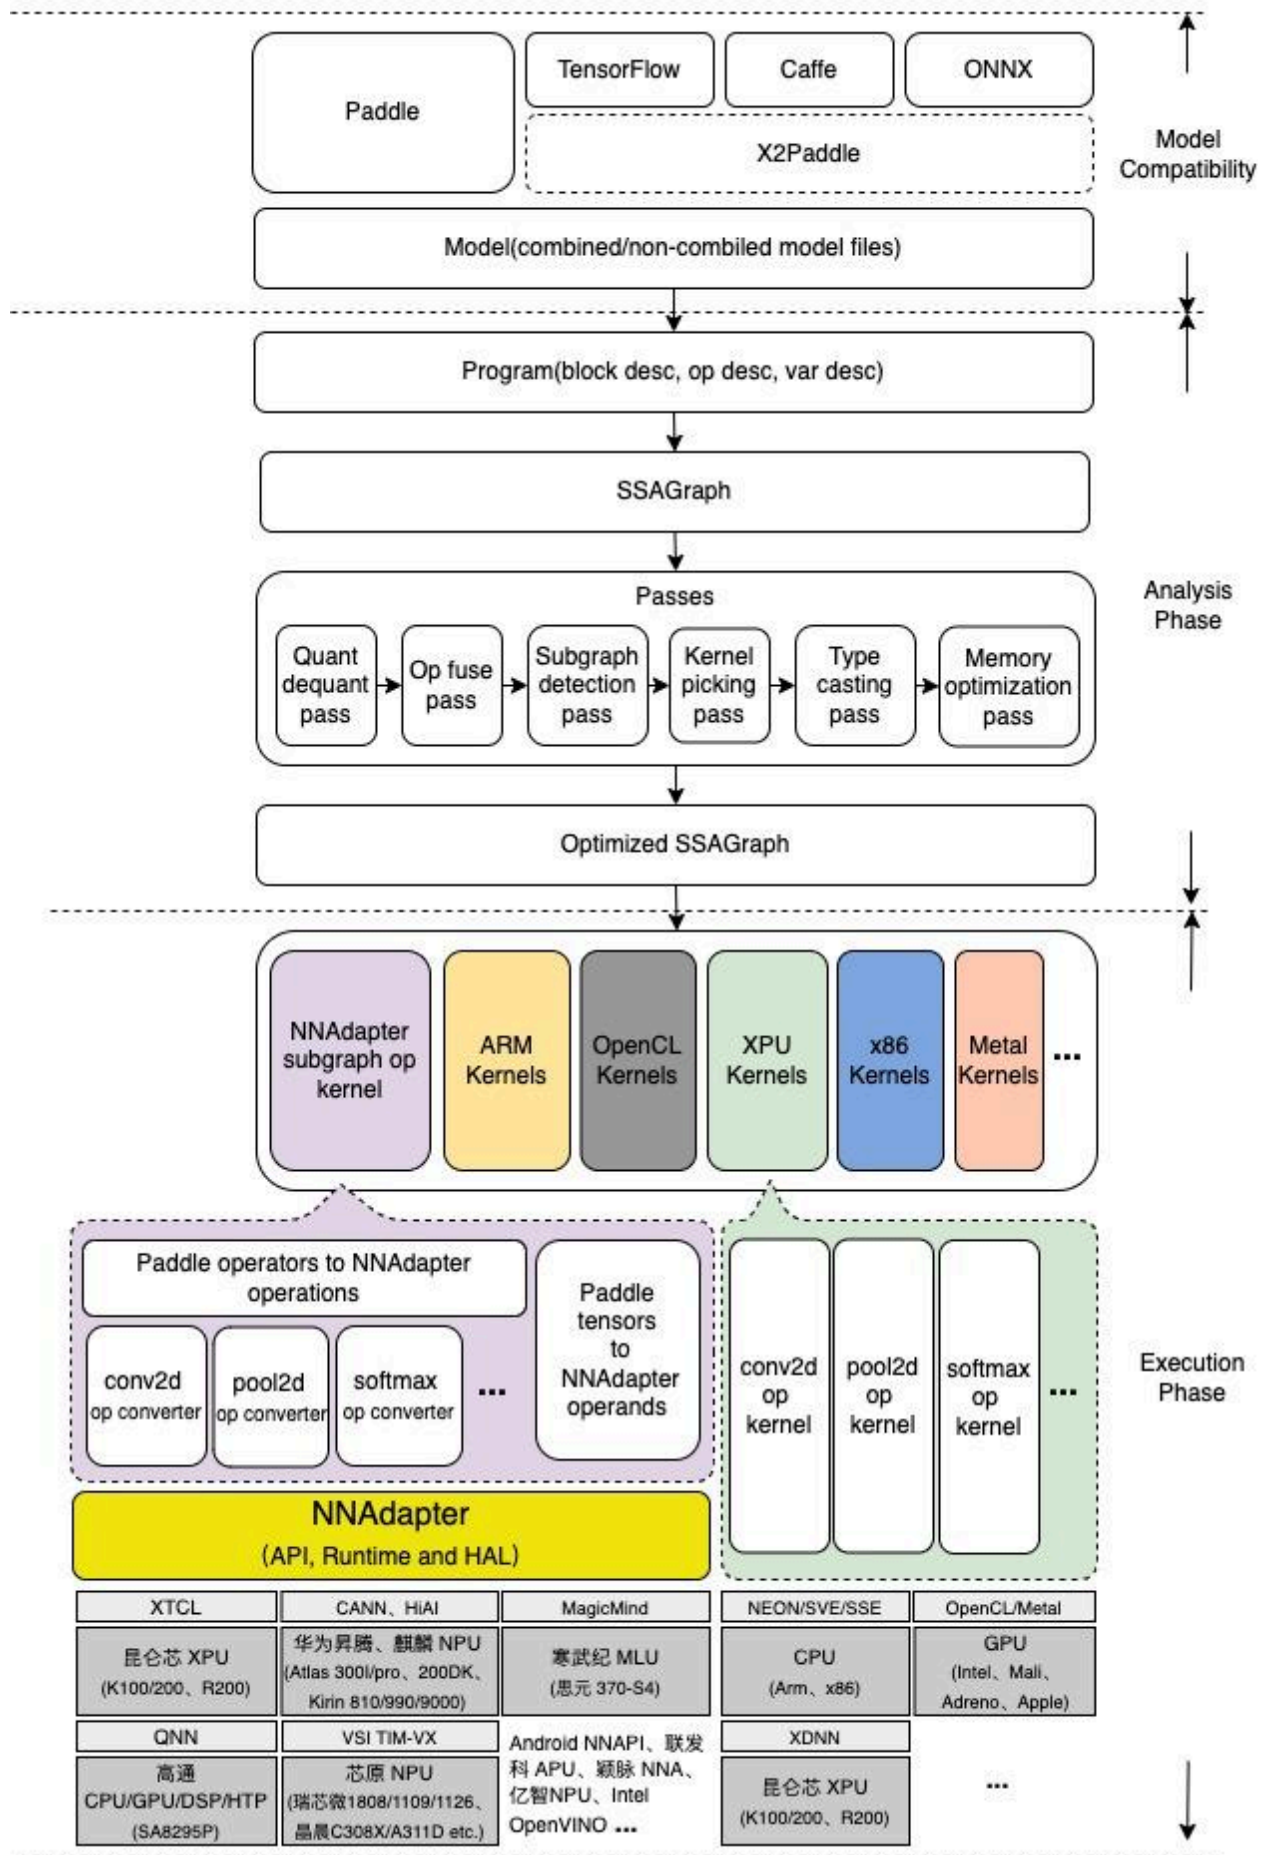 Paddle
TensorFlow
Caffe
ONNX
X2Paddle
Model
Compatibility
Model(combined/non-combiled model files)
Program(block desc, op desc, var desc)
SSAGraph
Analysis
Phase
Passes
Quant
dequant
pass
Op fuse
pass
Subgraph
detection
pass
Kernel
picking
pass
Type
casting
pass
Memory
optimization
pass
Optimized SSAGraph
NNAdapter
subgraph op
kernel
ARM
Kernels
OpenCL
Kernels
XPU
Kernels
x86
Kernels
Metal
Kernels
...
Paddle operators to NNAdapter
operations
conv2d
op converter
pool2d
op converter
softmax
op converter
...
Paddle
tensors
to
NNAdapter
operands
conv2d
op
kernel
pool2d
op
kernel
softmax
op
kernel
...
Execution
Phase
NNAdapter
(API, Runtime and HAL)
XTCL
昆仑芯 XPU
(K100/200、R200)
CANN、HiAI
华为昇腾、麒麟 NPU
(Atlas 300I/pro、200DK、
Kirin 810/990/9000)
MagicMind
寒武纪 MLU
(思元 370-S4)
NEON/SVE/SSE
CPU
(Arm、x86)
OpenCL/Metal
GPU
(Intel、Mali、
Adreno、Apple)
QNN
高通
CPU/GPU/DSP/HTP
(SA8295P)
VSI TIM-VX
芯原 NPU
(瑞芯微1808/1109/1126、
晶晨C308X/A311D etc.)
Android NNAPI、联发
科 APU、颖脉 NNA、
亿智NPU、Intel
OpenVINO ...
XDNN
昆仑芯 XPU
(K100/200、R200)
...